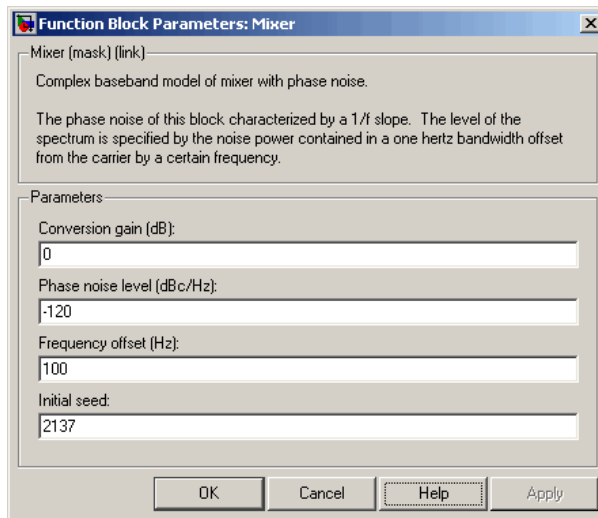 Function Block Parameters: Mixer
Mixer (mask) (link)
Complex baseband model of mixer with phase noise.
The phase noise of this block characterized by a 1/f slope. The level of the
spectrum is specified by the noise power contained in a one hertz bandwidth offset
from the carrier by a certain frequency.
Parameters
Conversion gain (dB):
0
Phase noise level (dBc/Hz):
-120
Frequency offset (Hz):
100
Initial seed:
2137
OK Cancel Help Apply